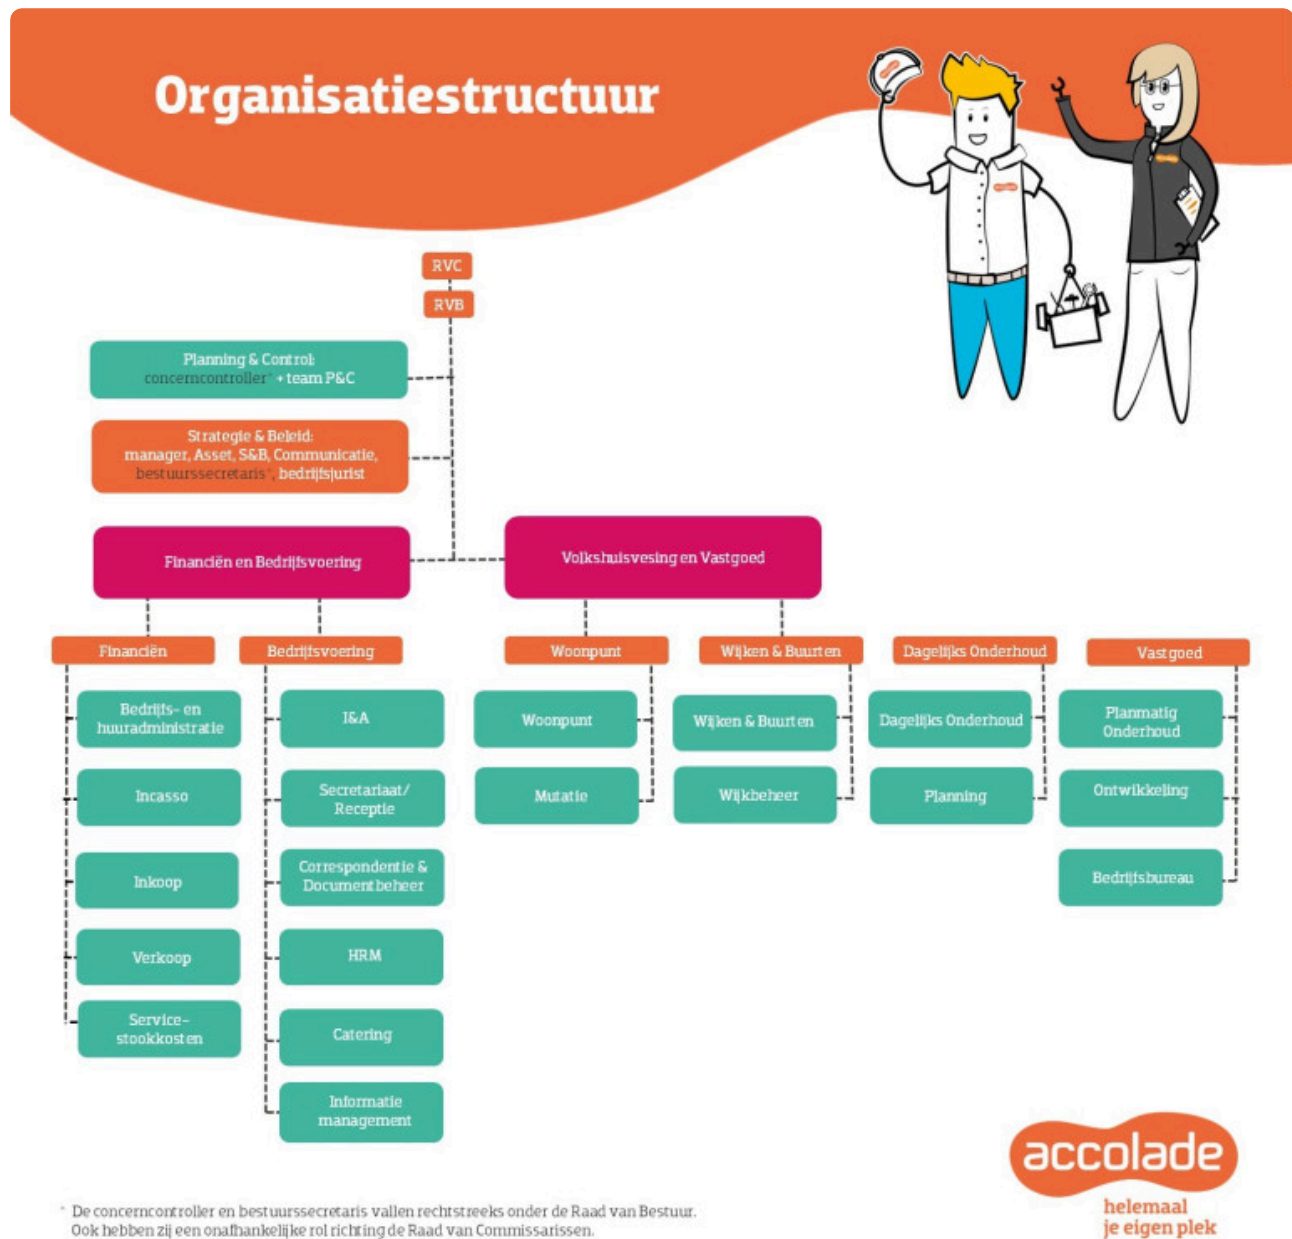 Organisatiestructuur
RVC
RVB
Planning & Control:
concerncontroller* + team P&C
Strategie & Beleid:
manager, Asset, S&B, Communicatie,
bestuurssecretaris*, bedrijfsjurist
Financiën en Bedrijfsvoering
Volkshuisvesing en Vastgoed
Financiën
Bedrijfs- en
huuradministratie
Incasso
Inkoop
Verkoop
Service-
stookkosten
Bedrijfsvoering
I&A
Secretariaat/
Receptie
Correspondentie &
Documentbeheer
HRM
Catering
Informatie
management
Woonpunt
Woonpunt
Mutatie
Wijken & Buurten
Wijken & Buurten
Wijkbeheer
Dagelijks Onderhoud
Dagelijks Onderhoud
Planning
Vastgoed
Planmatig
Onderhoud
Ontwikkeling
Bedrijfsbureau
* De concerncontroller en bestuurssecretaris vallen rechtstreeks onder de Raad van Bestuur.
Ook hebben zij een onafhankelijke rol richting de Raad van Commissarissen.
accolade
helemaal
je eigen plek